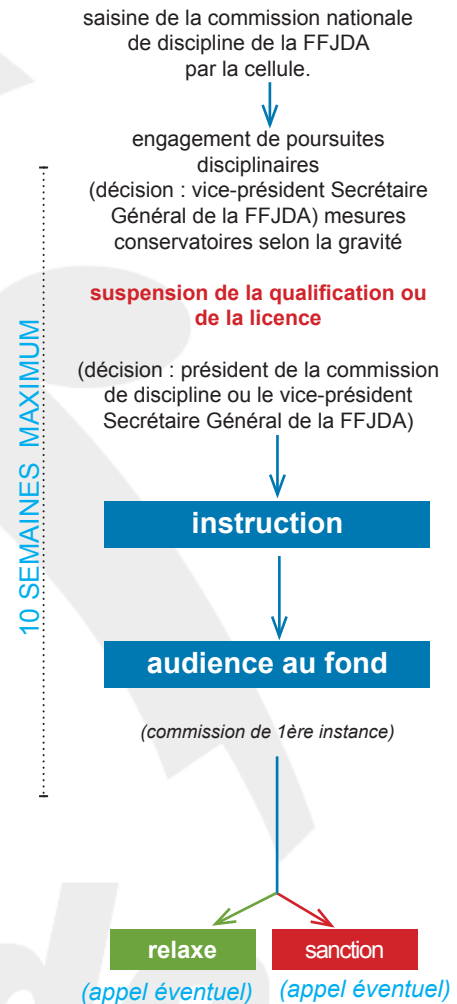 saisine de la commission nationale
de discipline de la FFJDA
par la cellule.
engagement de poursuites
disciplinaires
(décision : vice-président Secrétaire
Général de la FFJDA) mesures
conservatoires selon la gravité
suspension de la qualification ou
de la licence
(décision : président de la commission
de discipline ou le vice-président
Secrétaire Général de la FFJDA)
10 SEMAINES MAXIMUM
instruction
audience au fond
(commission de 1ère instance)
relaxe
sanction
(appel éventuel)
(appel éventuel)